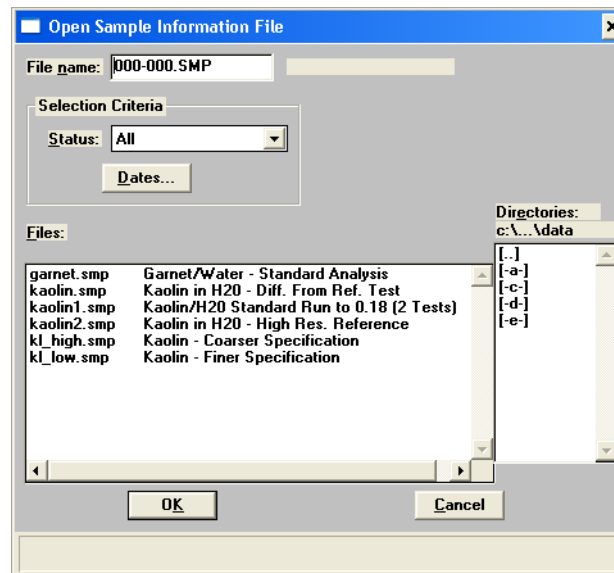 Open Sample Information File
File name: 000-000.SMP
Selection Criteria
Status: All
Dates...
Directories:
c:\...\data
Files:
[..]
[-a-]
[-c-]
[-d-]
[-e-]
garnet.smp Garnet/Water - Standard Analysis
kaolin.smp Kaolin in H20 - Diff. From Ref. Test
kaolin1.smp Kaolin/H20 Standard Run to 0.18 (2 Tests)
kaolin2.smp Kaolin in H20 - High Res. Reference
kl_high.smp Kaolin - Coarser Specification
kl_low.smp Kaolin - Finer Specification
OK Cancel